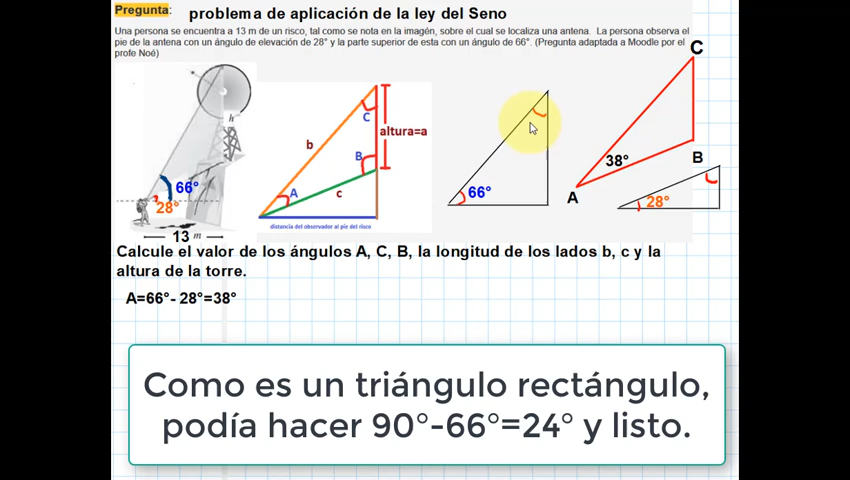 Pregunta: problema de aplicación de la ley del Seno
Una persona se encuentra a 13 m de un risco, tal como se nota en la imagén, sobre el cual se localiza una antena. La persona observa el
pie de la antena con un ángulo de elevación de 28° y la parte superior de esta con un ángulo de 66°. (Pregunta adaptada a Moodle por el
profe Noé)
C
h
C
altura=a
b
B
66°
A
c
28°
66°
38°
B
A
28°
distancia del observador al pie del risco
13 m
Calcule el valor de los ángulos A, C, B, la longitud de los lados b, c y la
altura de la torre.
A=66°- 28°=38°
Como es un triángulo rectángulo,
podía hacer 90°-66°=24° y listo.